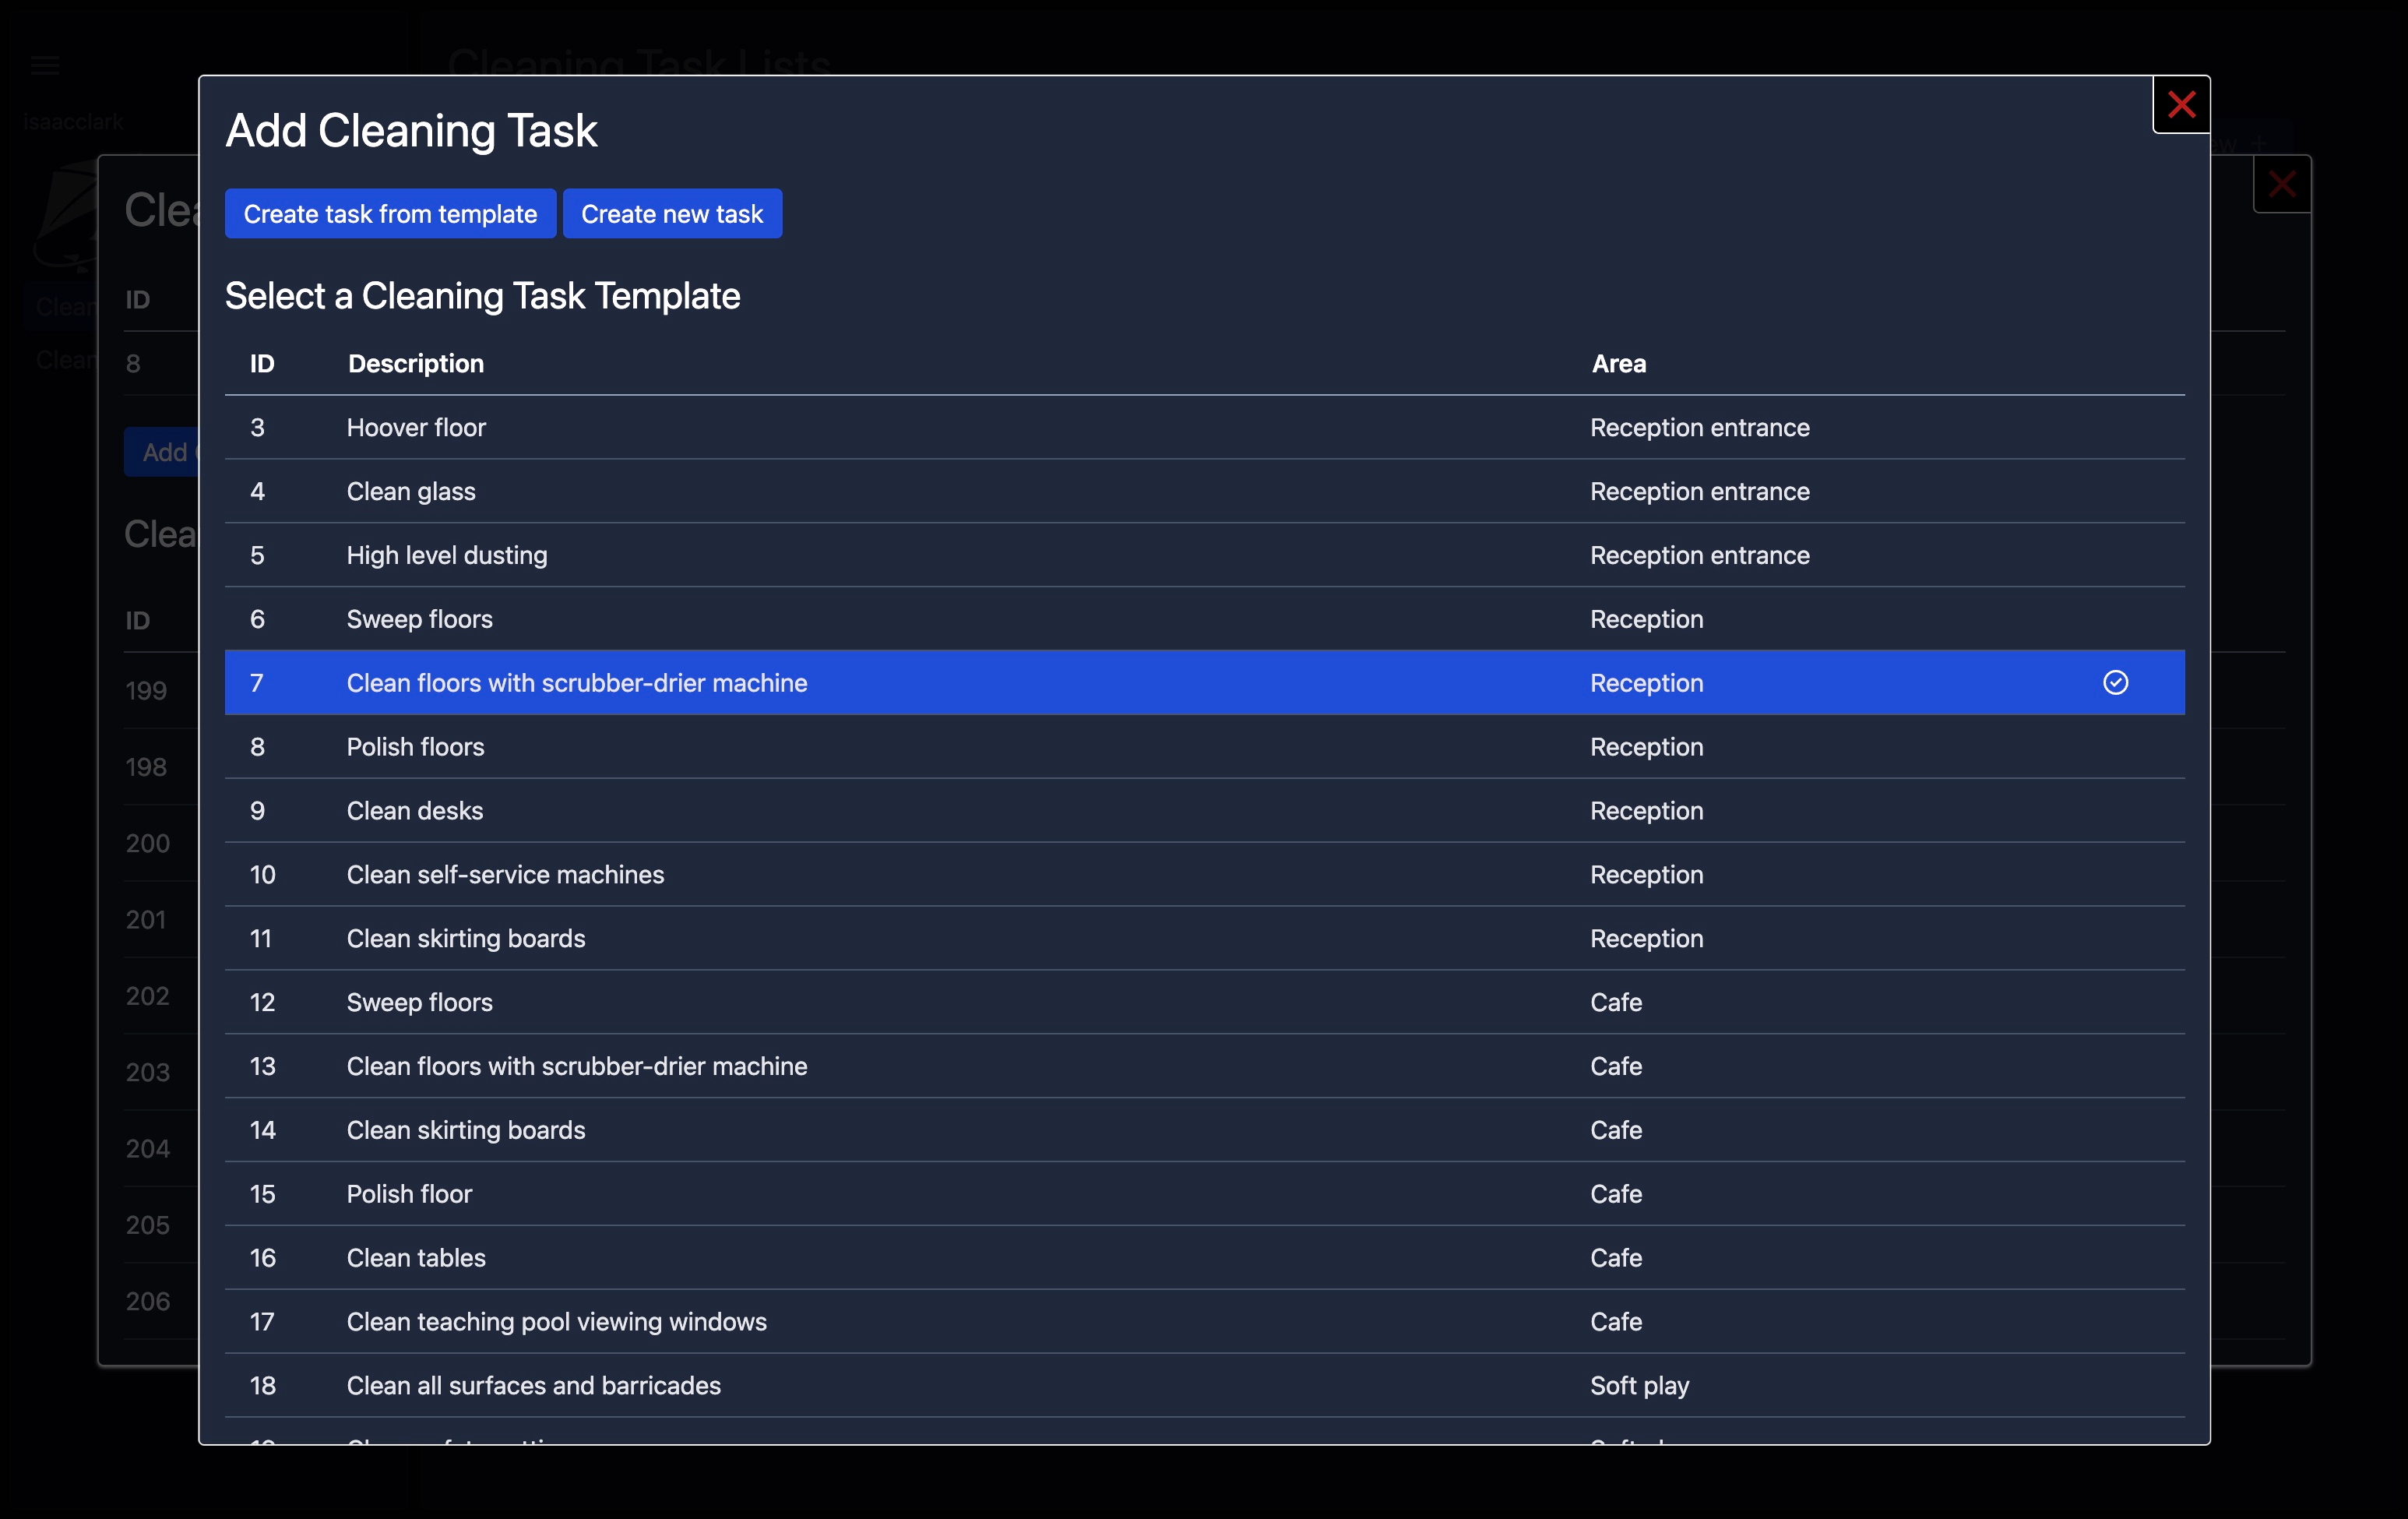 Cleaning Task Lists
isaacclark
Add Cleaning Task
Create task from template Create new task
Select a Cleaning Task Template
ID Description Area
3 Hoover floor Reception entrance
4 Clean glass Reception entrance
5 High level dusting Reception entrance
6 Sweep floors Reception
7 Clean floors with scrubber-drier machine Reception
8 Polish floors Reception
9 Clean desks Reception
10 Clean self-service machines Reception
11 Clean skirting boards Reception
12 Sweep floors Cafe
13 Clean floors with scrubber-drier machine Cafe
14 Clean skirting boards Cafe
15 Polish floor Cafe
16 Clean tables Cafe
17 Clean teaching pool viewing windows Cafe
18 Clean all surfaces and barricades Soft play
Clea
ID
8
Add
Clea
ID
199
198
200
201
202
203
204
205
206
Clean
Clean